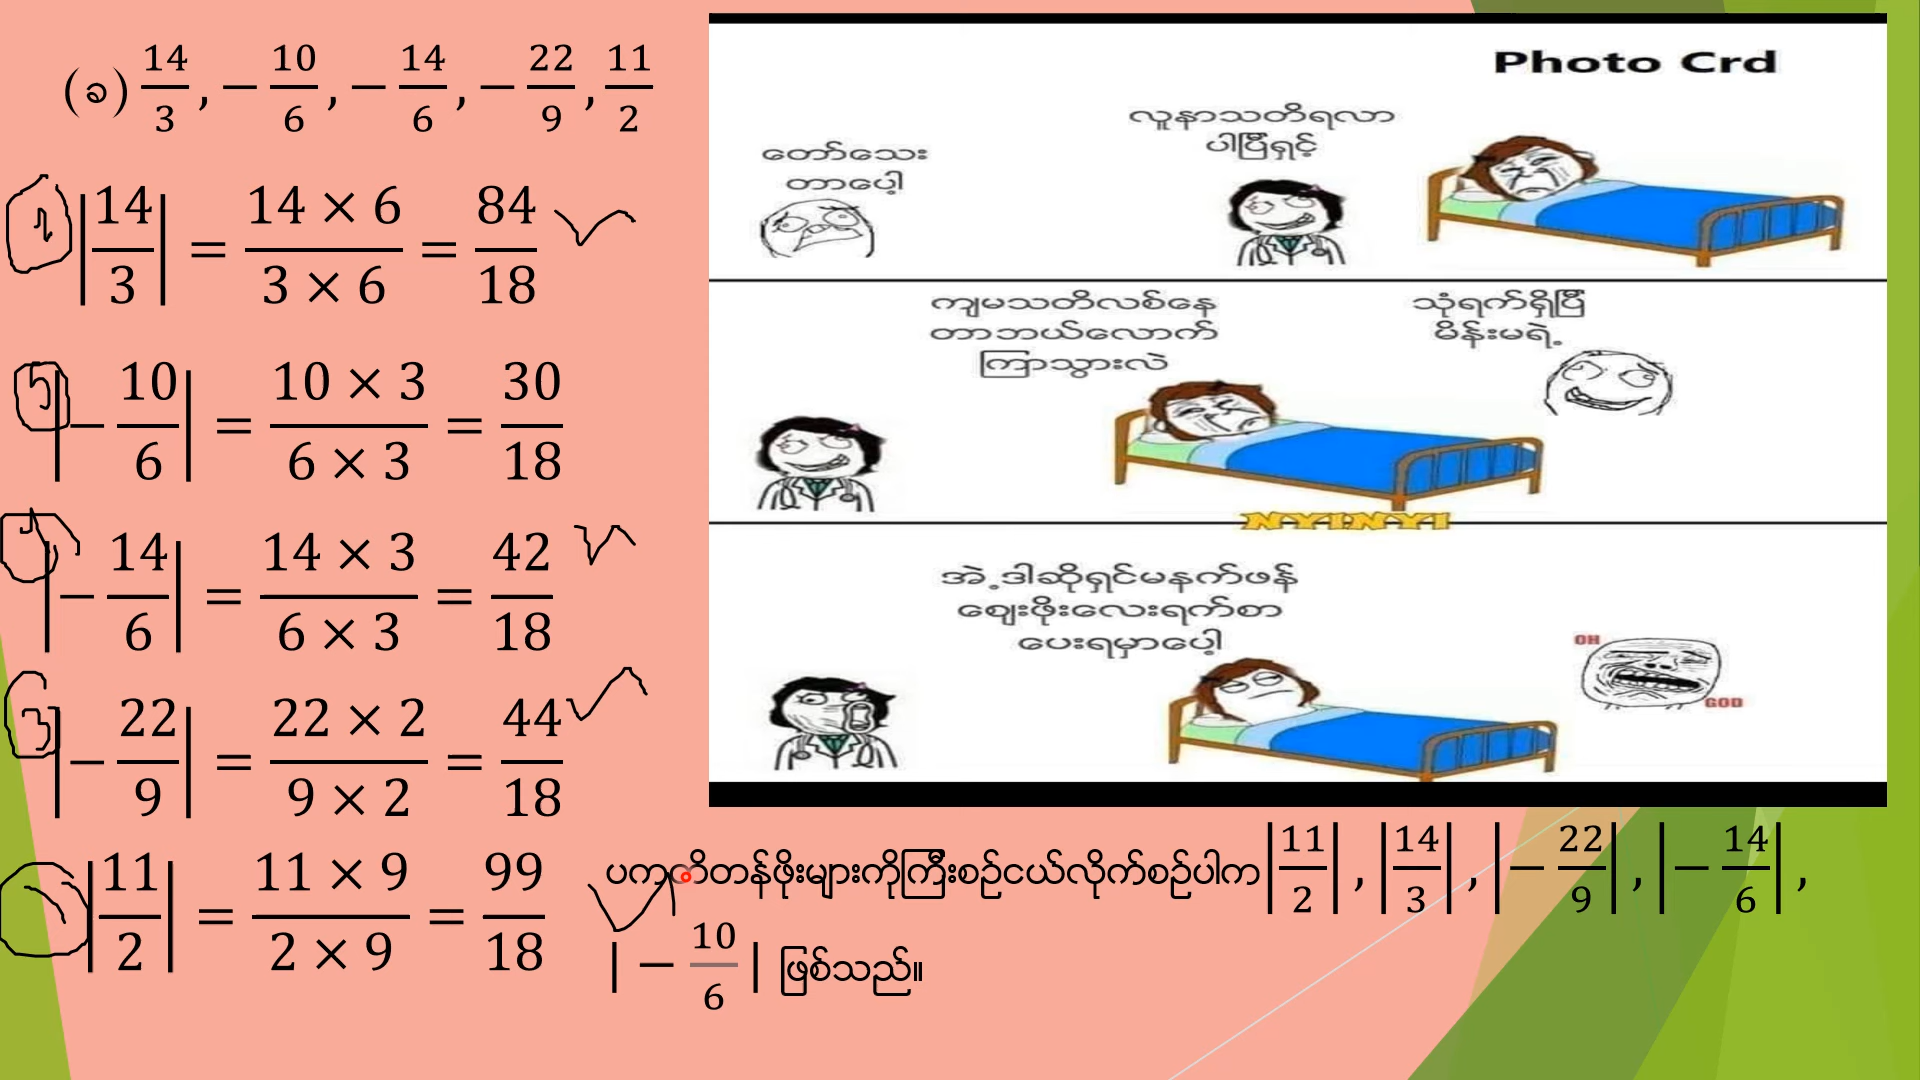 (ခ) 14/3 , − 10/6 , − 14/6 , − 22/9 , 11/2
|14/3| = (14 × 6)/(3 × 6) = 84/18
|− 10/6| = (10 × 3)/(6 × 3) = 30/18
|− 14/6| = (14 × 3)/(6 × 3) = 42/18
|− 22/9| = (22 × 2)/(9 × 2) = 44/18
|11/2| = (11 × 9)/(2 × 9) = 99/18
Photo Crd
တော်သေး
တာပေါ့
လူနာသတိရလာ
ပါပြီရှင့်
ကျမသတိလစ်နေ
တာဘယ်လောက်
ကြာသွားလဲ
သုံးရက်ရှိပြီ
မိန်းမရဲ့
NYI NYI
အဲ့ဒါဆိုရှင်မနက်ဖန်
ဈေးဖိုးလေးရက်စာ
ပေးရမှာပေါ့
OH
GOD
ပကတိတန်ဖိုးများကိုကြီးစဉ်ငယ်လိုက်စဉ်ပါက |11/2| , |14/3| , |− 22/9| , |− 14/6| ,
|− 10/6| ဖြစ်သည်။